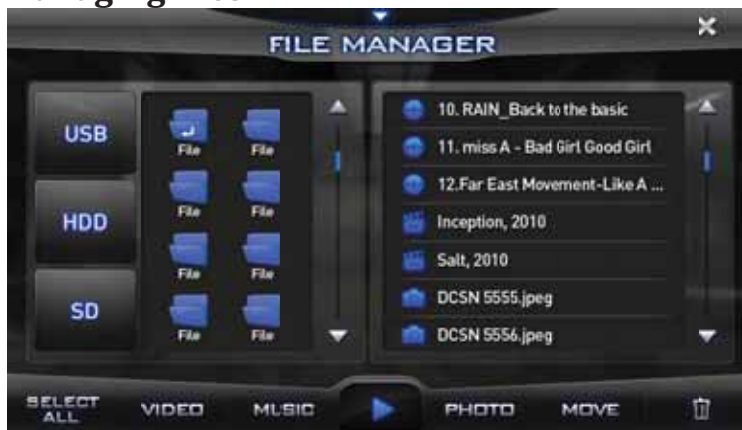 FILE MANAGER
USB
HDD
SD
File File
File File
File File
File File
10. RAIN_Back to the basic
11. miss A - Bad Girl Good Girl
12.Far East Movement-Like A ...
Inception, 2010
Salt, 2010
DCSN 5555.jpeg
DCSN 5556.jpeg
SELECT ALL
VIDEO
MUSIC
PHOTO
MOVE